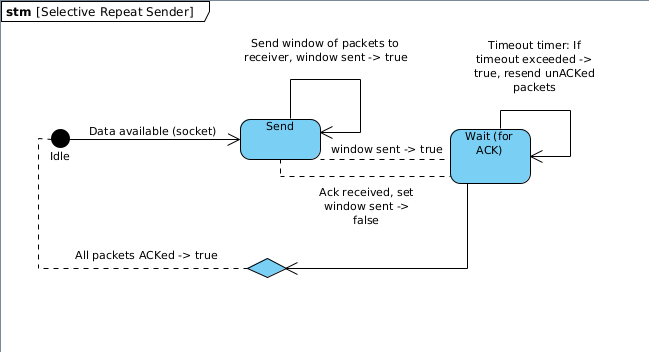 stm [Selective Repeat Sender]
Send window of packets to
receiver, window sent -> true
Timeout timer: If
timeout exceeded ->
true, resend unACKed
packets
Data available (socket)
Send
Wait (for
ACK)
Idle
window sent -> true
Ack received, set
window sent ->
false
All packets ACKed -> true